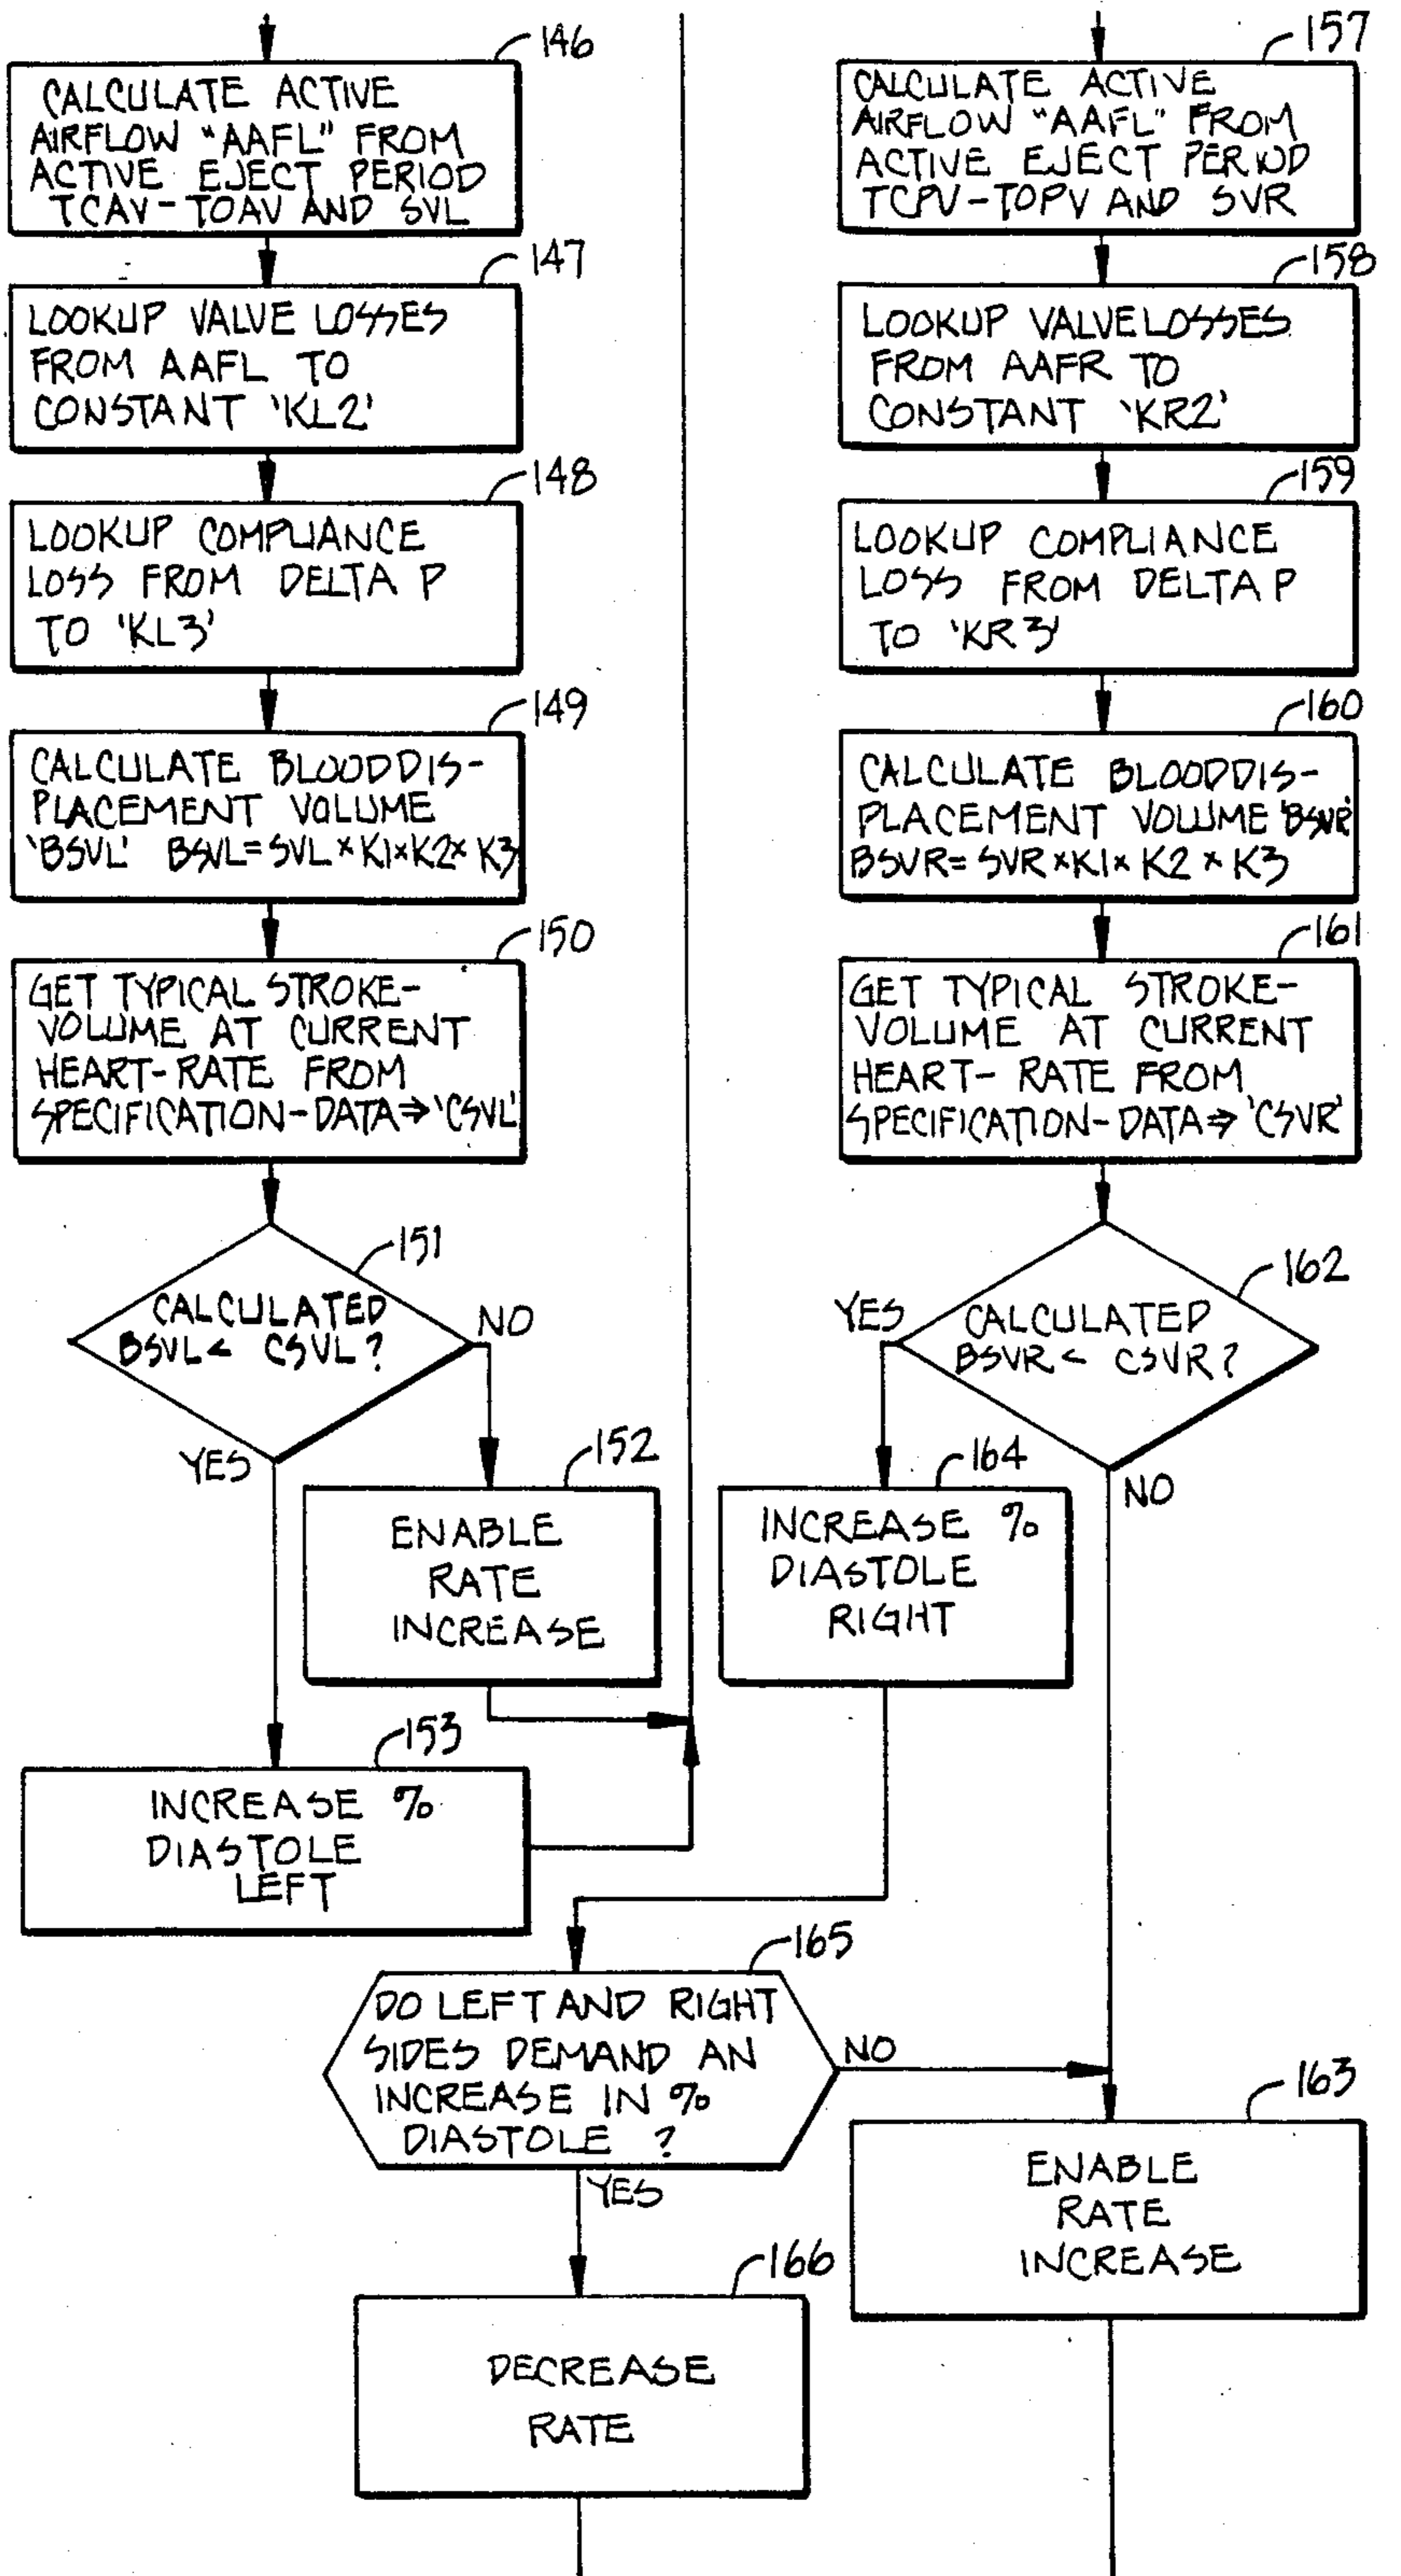 146
CALCULATE ACTIVE
AIRFLOW "AAFL" FROM
ACTIVE EJECT PERIOD
TCAV-TOAV AND SVL
147
LOOKUP VALVE LOSSES
FROM AAFL TO
CONSTANT 'KL2'
148
LOOKUP COMPLIANCE
LOSS FROM DELTA P
TO 'KL3'
149
CALCULATE BLOODDIS-
PLACEMENT VOLUME
'BSVL' BSVL=SVL×K1×K2×K3
150
GET TYPICAL STROKE-
VOLUME AT CURRENT
HEART-RATE FROM
SPECIFICATION-DATA⇒'CSVL'
151
CALCULATED
BSVL< CSVL?
NO
YES
152
ENABLE
RATE
INCREASE
153
INCREASE %
DIASTOLE
LEFT
157
CALCULATE ACTIVE
AIRFLOW "AAFL" FROM
ACTIVE EJECT PERIOD
TCPV-TOPV AND SVR
158
LOOKUP VALVELOSSES
FROM AAFR TO
CONSTANT 'KR2'
159
LOOKUP COMPLIANCE
LOSS FROM DELTA P
TO 'KR3'
160
CALCULATE BLOODDIS-
PLACEMENT VOLUME 'BSVR'
BSVR=SVR×K1×K2×K3
161
GET TYPICAL STROKE-
VOLUME AT CURRENT
HEART-RATE FROM
SPECIFICATION-DATA⇒'CSVR'
162
YES
CALCULATED
BSVR< CSVR?
NO
164
INCREASE %
DIASTOLE
RIGHT
165
DO LEFT AND RIGHT
SIDES DEMAND AN
INCREASE IN %
DIASTOLE ?
NO
YES
163
ENABLE
RATE
INCREASE
166
DECREASE
RATE